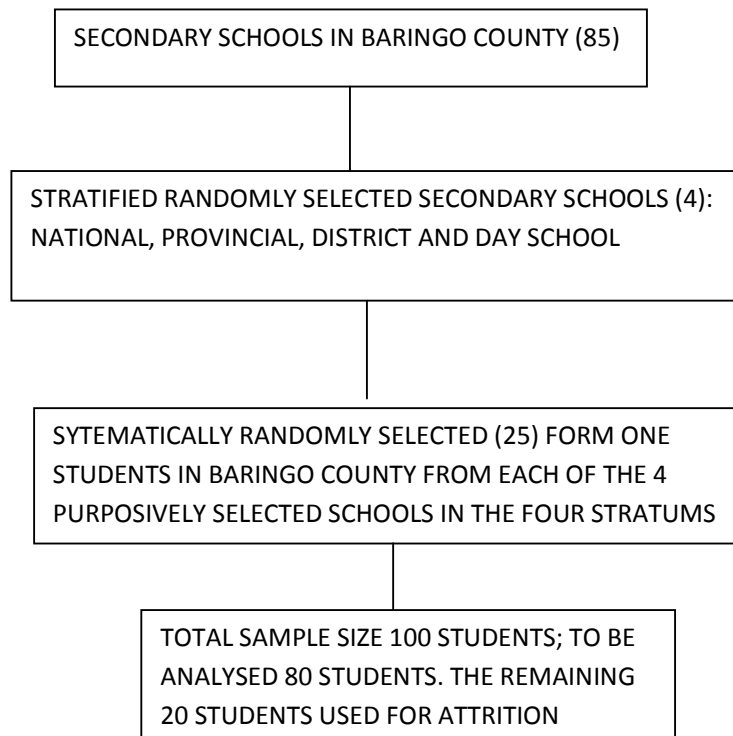 SECONDARY SCHOOLS IN BARINGO COUNTY (85)
STRATIFIED RANDOMLY SELECTED SECONDARY SCHOOLS (4):
NATIONAL, PROVINCIAL, DISTRICT AND DAY SCHOOL
SYTEMATICALLY RANDOMLY SELECTED (25) FORM ONE
STUDENTS IN BARINGO COUNTY FROM EACH OF THE 4
PURPOSIVELY SELECTED SCHOOLS IN THE FOUR STRATUMS
TOTAL SAMPLE SIZE 100 STUDENTS; TO BE
ANALYSED 80 STUDENTS. THE REMAINING
20 STUDENTS USED FOR ATTRITION